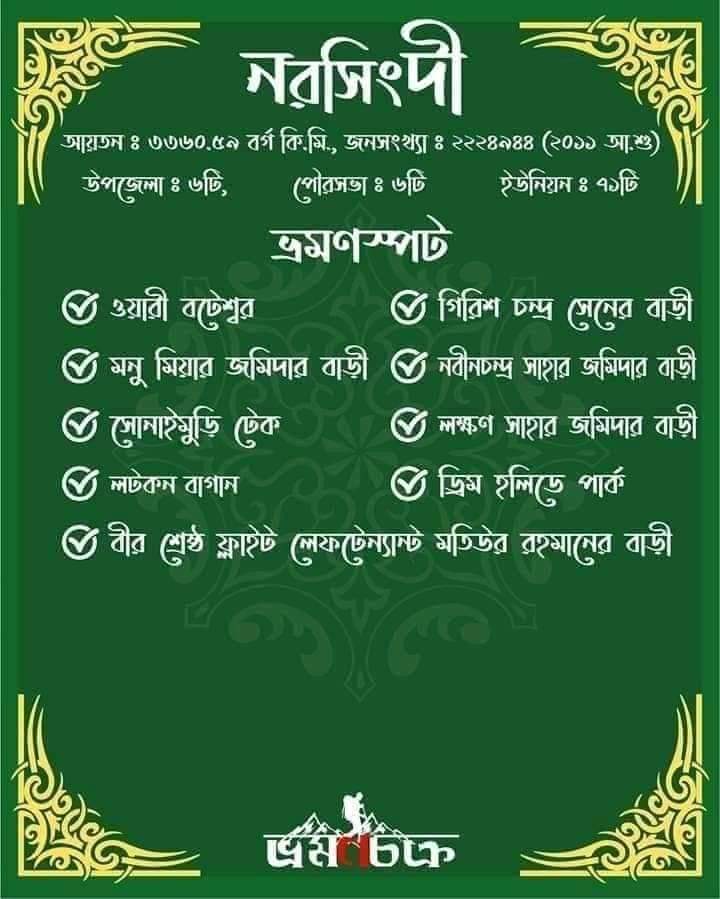 নরসিংদী
আয়তন ঃ ৩৩৬০.৫৯ বর্গ কি.মি., জনসংখ্যা ঃ ২২২৪৯৪৪ (২০১১ আ.শু)
উপজেলা ঃ ৬টি, পৌরসভা ঃ ৬টি ইউনিয়ন ঃ ৭১টি
ভ্রমণস্পট
ওয়ারী বটেশ্বর গিরিশ চন্দ্র সেনের বাড়ী
মনু মিয়ার জমিদার বাড়ী নবীনচন্দ্র সাহার জমিদার বাড়ী
সোনাইমুড়ি টেক লক্ষণ সাহার জমিদার বাড়ী
লটকন বাগান ড্রিম হলিডে পার্ক
বীর শ্রেষ্ঠ ফ্লাইট লেফটেন্যান্ট মতিউর রহমানের বাড়ী
ভ্রমণচক্র